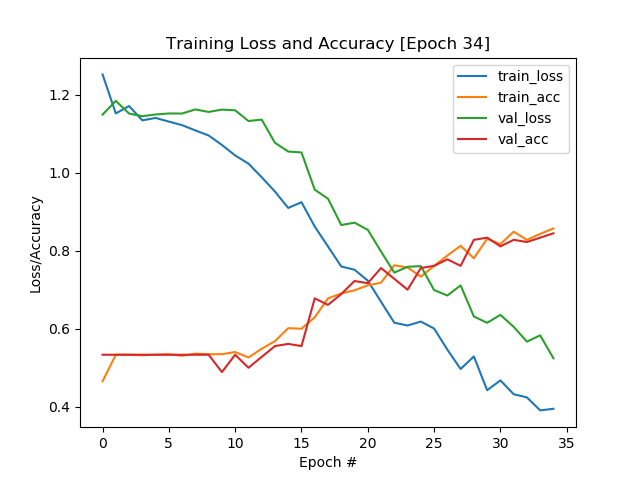 Training Loss and Accuracy [Epoch 34]
train_loss
train_acc
val_loss
val_acc
Loss/Accuracy
1.2
1.0
0.8
0.6
0.4
0 5 10 15 20 25 30 35
Epoch #